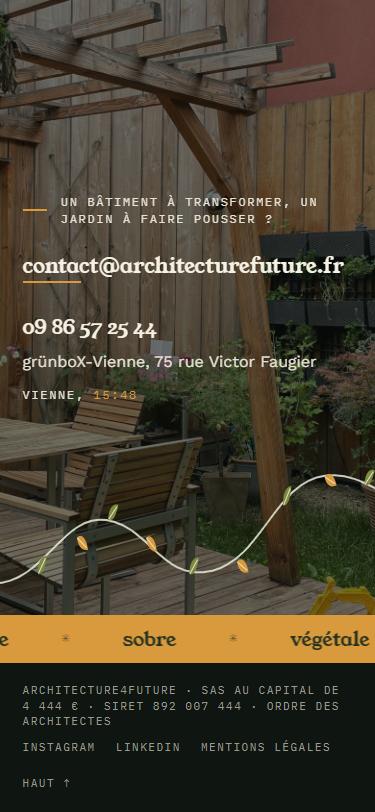 UN BÂTIMENT À TRANSFORMER, UN
JARDIN À FAIRE POUSSER ?
contact@architecturefuture.fr
09 86 57 25 44
grünboX-Vienne, 75 rue Victor Faugier
VIENNE, 15:48
e * sobre * végétale
ARCHITECTURE4FUTURE · SAS AU CAPITAL DE
4 444 € · SIRET 892 007 444 · ORDRE DES
ARCHITECTES
INSTAGRAM LINKEDIN MENTIONS LÉGALES
HAUT ↑